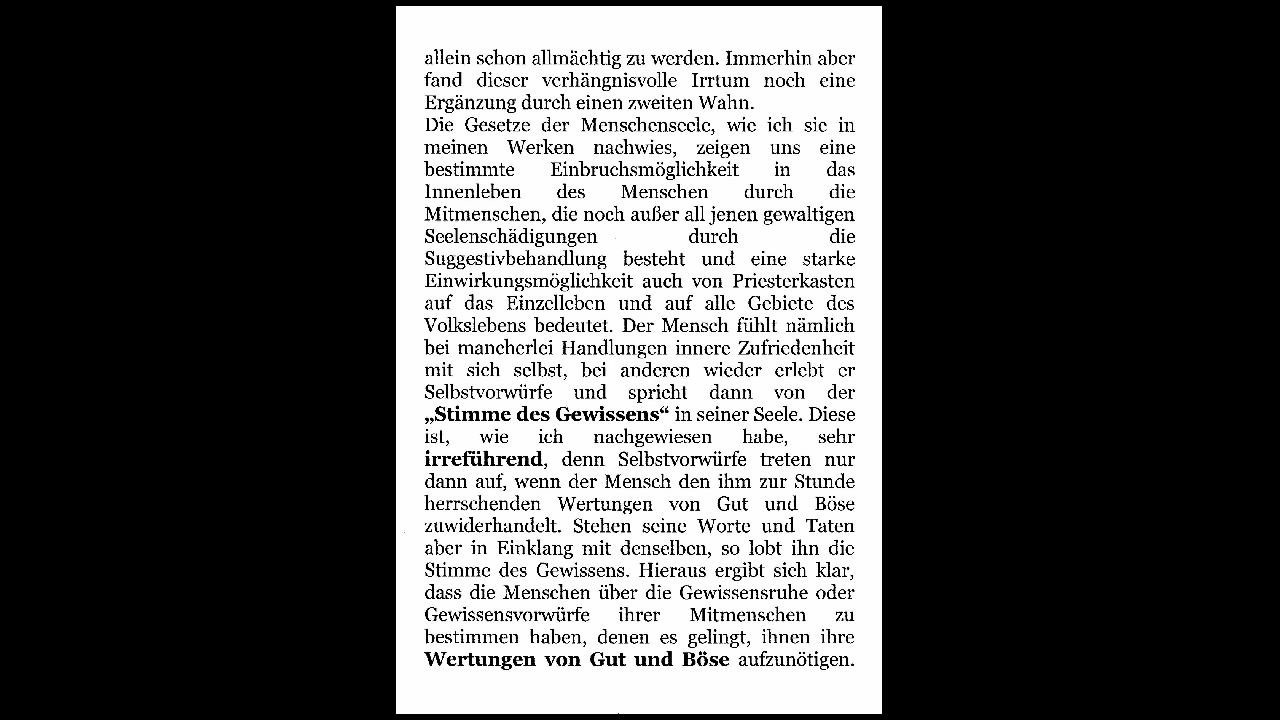 allein schon allmächtig zu werden. Immerhin aber
fand dieser verhängnisvolle Irrtum noch eine
Ergänzung durch einen zweiten Wahn.
Die Gesetze der Menschenseele, wie ich sie in
meinen Werken nachwies, zeigen uns eine
bestimmte Einbruchsmöglichkeit in das
Innenleben des Menschen durch die
Mitmenschen, die noch außer all jenen gewaltigen
Seelenschädigungen durch die
Suggestivbehandlung besteht und eine starke
Einwirkungsmöglichkeit auch von Priesterkasten
auf das Einzelleben und auf alle Gebiete des
Volkslebens bedeutet. Der Mensch fühlt nämlich
bei mancherlei Handlungen innere Zufriedenheit
mit sich selbst, bei anderen wieder erlebt er
Selbstvorwürfe und spricht dann von der
„Stimme des Gewissens“ in seiner Seele. Diese
ist, wie ich nachgewiesen habe, sehr
irreführend, denn Selbstvorwürfe treten nur
dann auf, wenn der Mensch den ihm zur Stunde
herrschenden Wertungen von Gut und Böse
zuwiderhandelt. Stehen seine Worte und Taten
aber in Einklang mit denselben, so lobt ihn die
Stimme des Gewissens. Hieraus ergibt sich klar,
dass die Menschen über die Gewissensruhe oder
Gewissensvorwürfe ihrer Mitmenschen zu
bestimmen haben, denen es gelingt, ihnen ihre
Wertungen von Gut und Böse aufzunötigen.